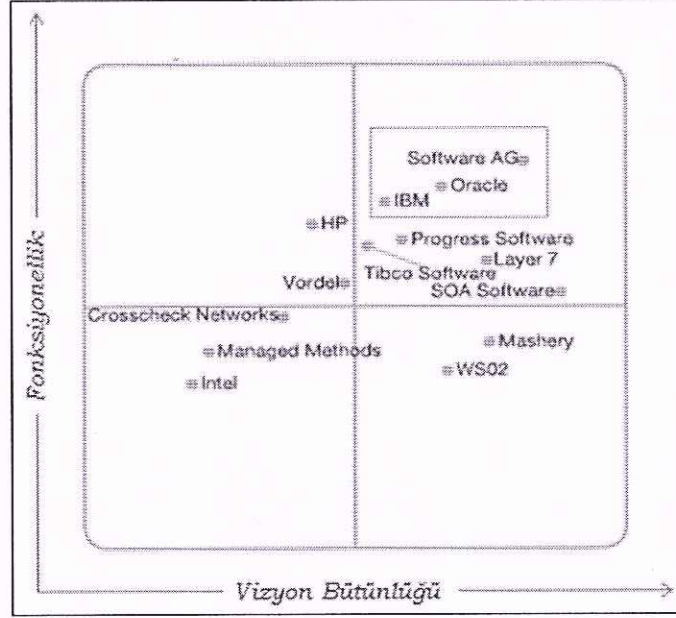 Fonksiyonellik
Software AG
Oracle
IBM
HP
Progress Software
Layer 7
Tibco Software
Vordel
SOA Software
Crosscheck Networks
Mashery
Managed Methods
WS02
Intel
Vizyon Bütünlüğü